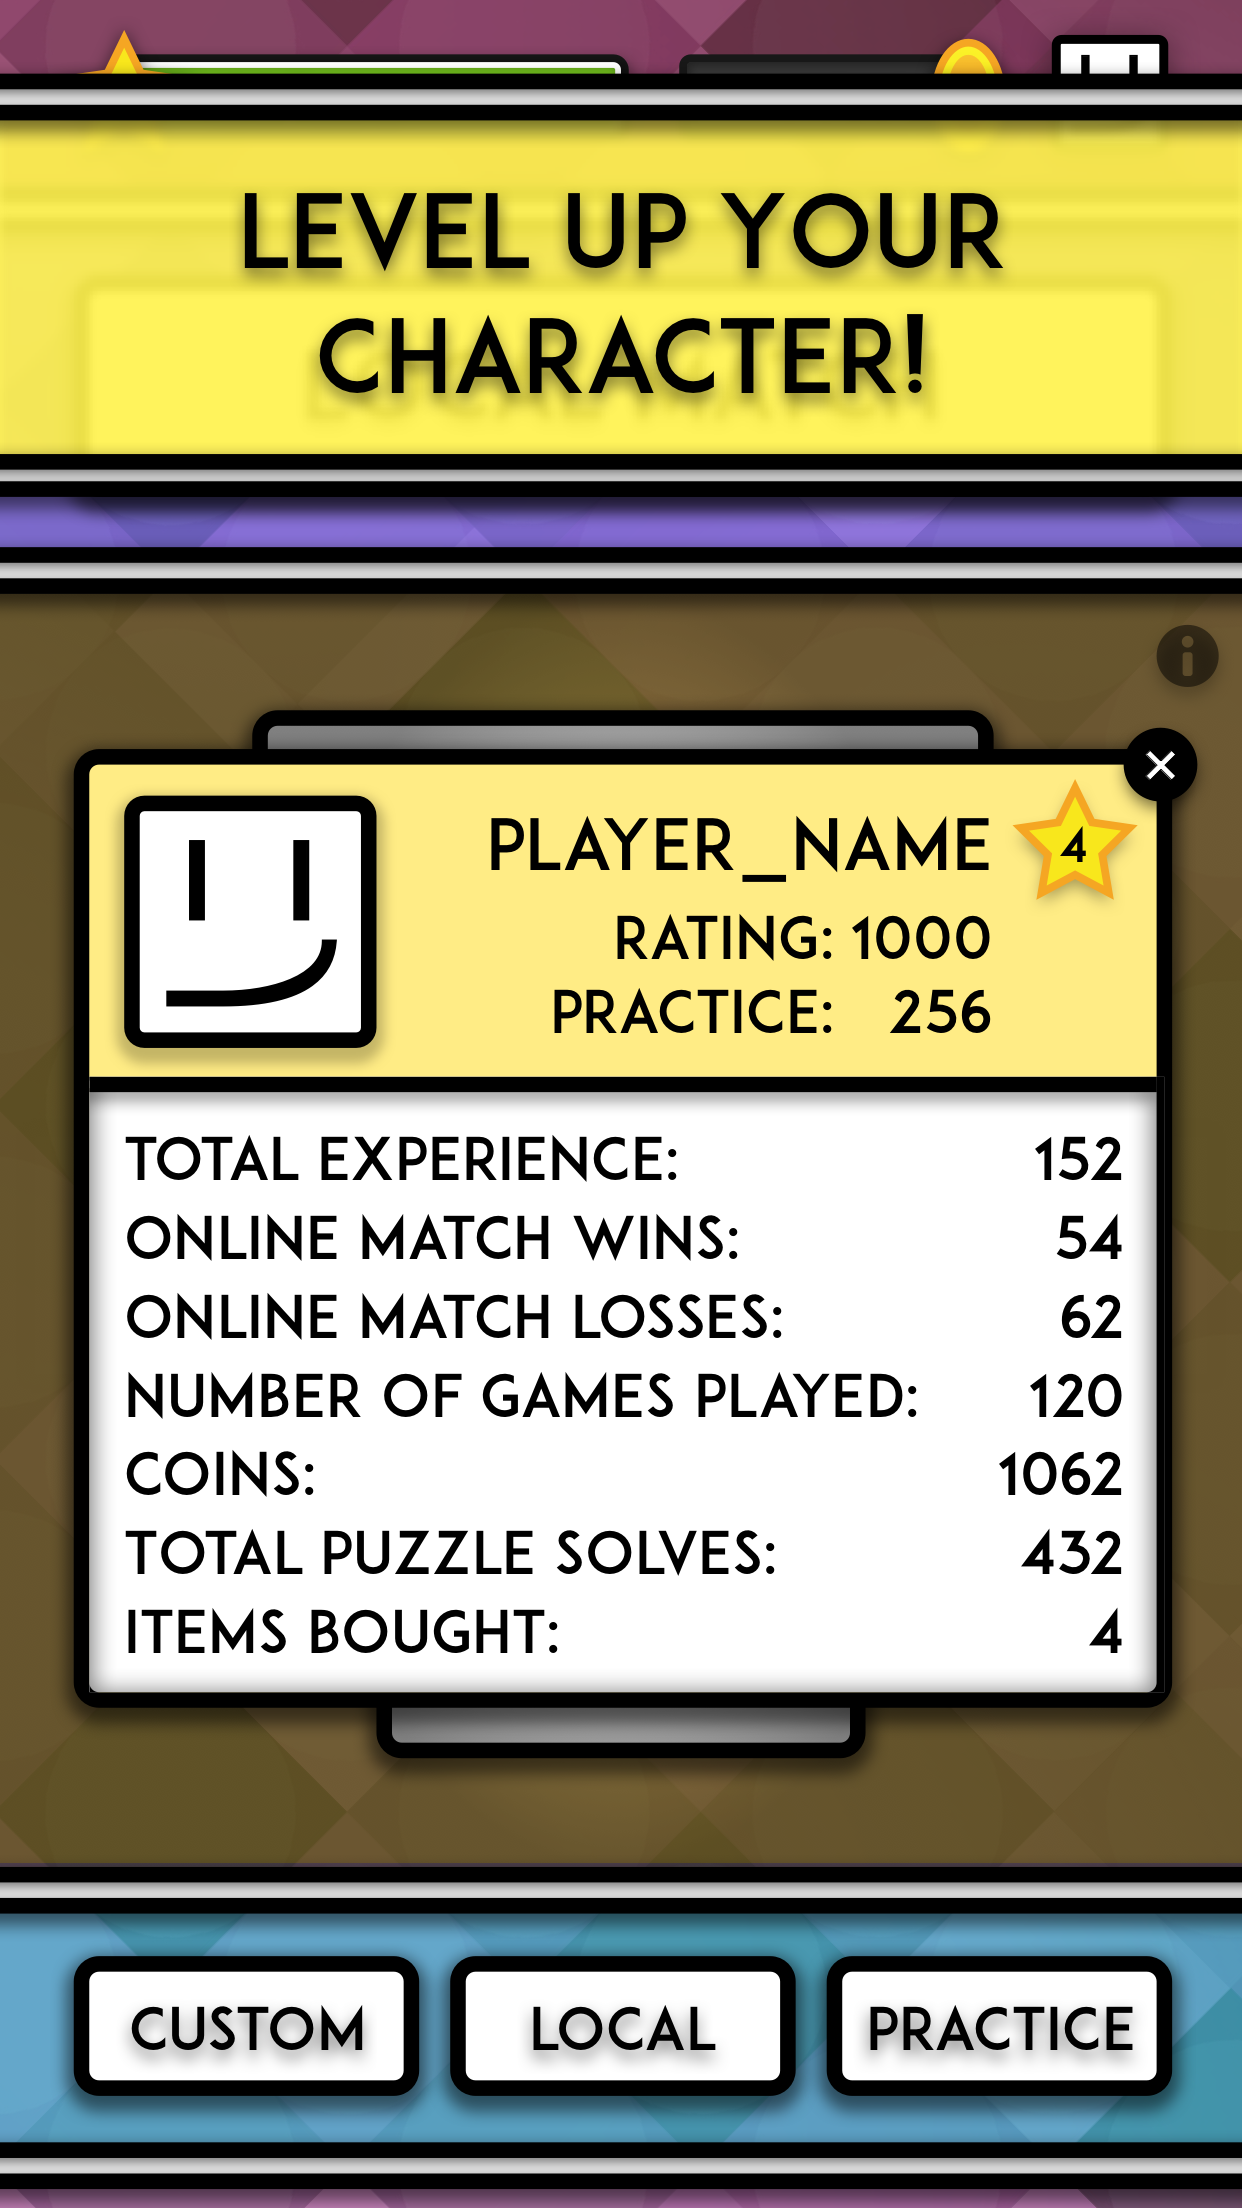 LEVEL UP YOUR
CHARACTER!
PLAYER_NAME
4
RATING: 1000
PRACTICE: 256
TOTAL EXPERIENCE: 152
ONLINE MATCH WINS: 54
ONLINE MATCH LOSSES: 62
NUMBER OF GAMES PLAYED: 120
COINS: 1062
TOTAL PUZZLE SOLVES: 432
ITEMS BOUGHT: 4
CUSTOM
LOCAL
PRACTICE